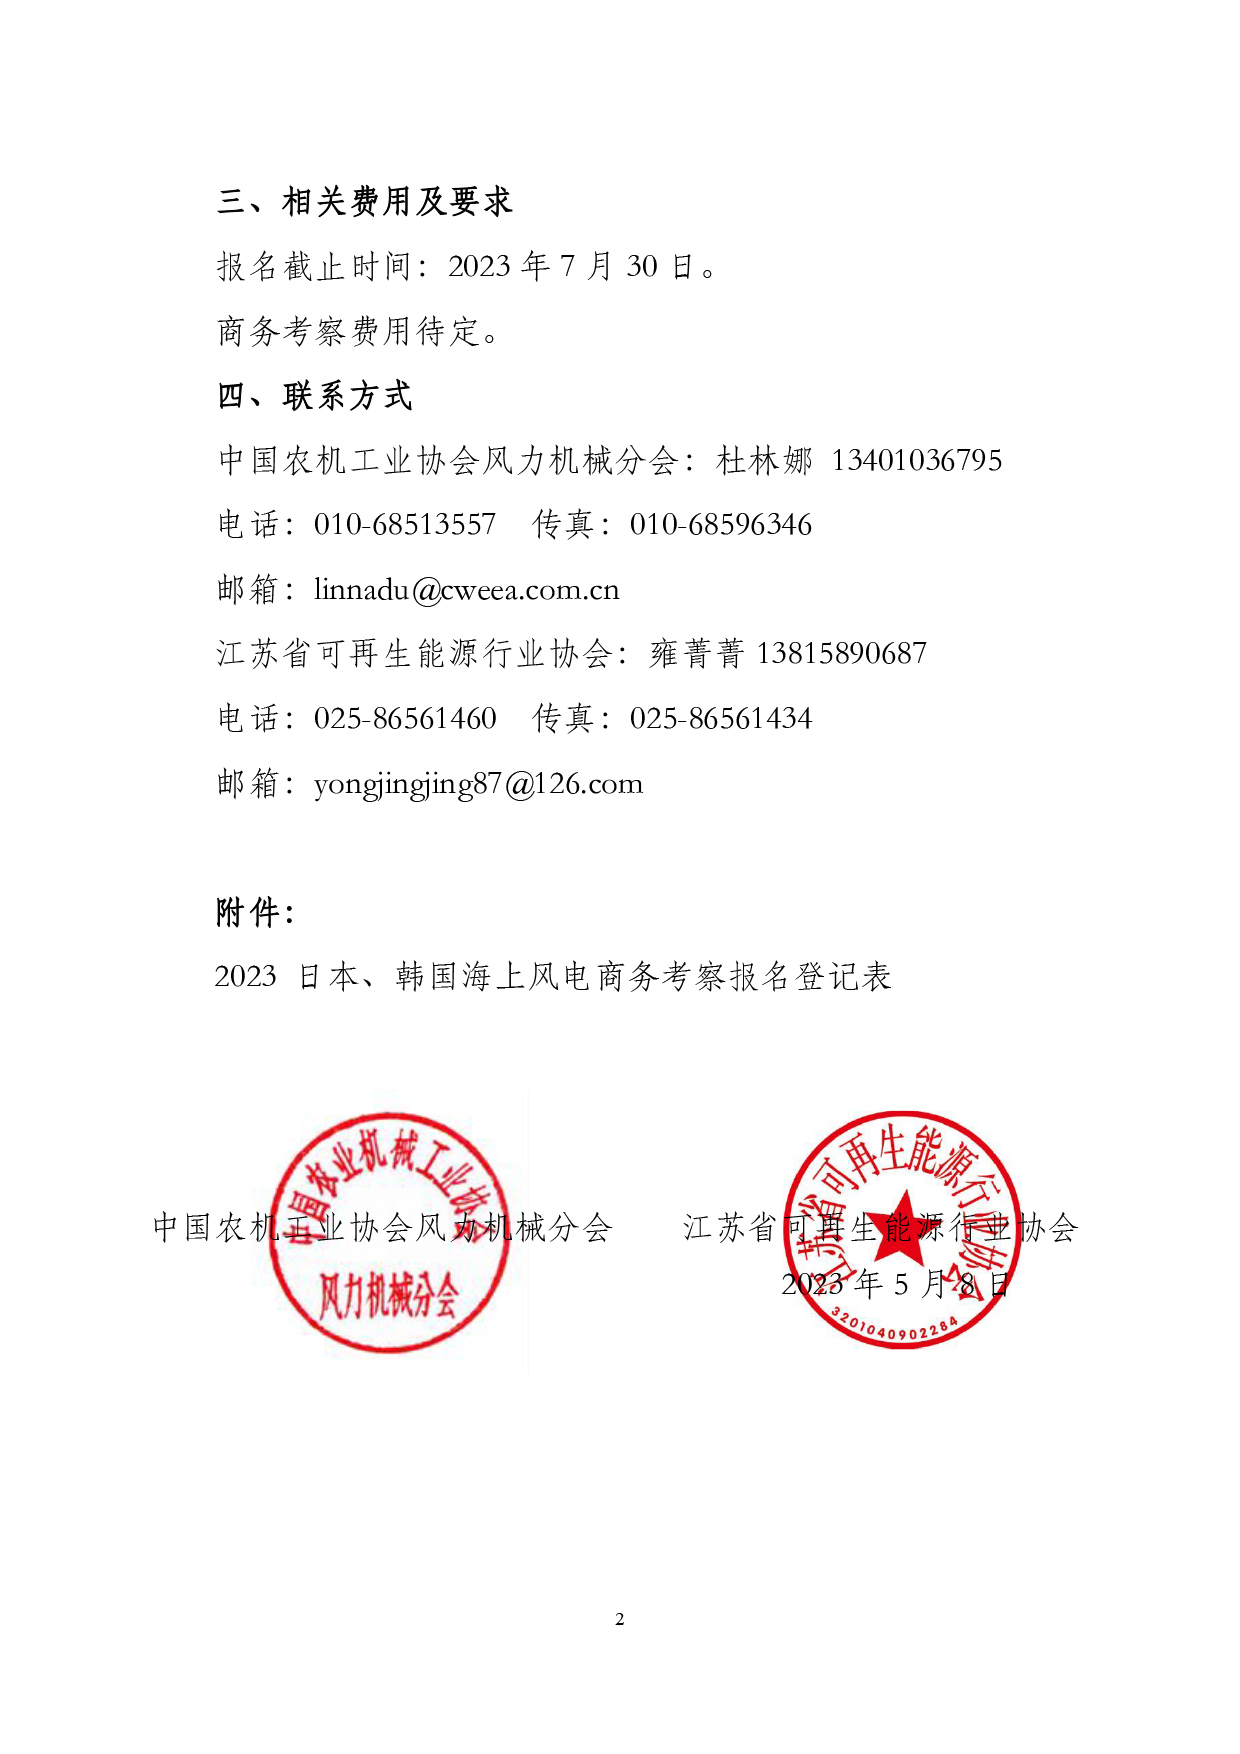 三、相关费用及要求
报名截止时间：2023 年 7 月 30 日。
商务考察费用待定。
四、联系方式
中国农机工业协会风力机械分会：杜林娜 13401036795
电话：010-68513557 传真：010-68596346
邮箱：linnadu@cweea.com.cn
江苏省可再生能源行业协会：雍菁菁 13815890687
电话：025-86561460 传真：025-86561434
邮箱：yongjingjing87@126.com
附件：
2023 日本、韩国海上风电商务考察报名登记表
中国农业机械工业协会
风力机械分会
江苏省可再生能源行业协会
3201040902284
中国农机工业协会风力机械分会 江苏省可再生能源行业协会
2023 年 5 月 8 日
2